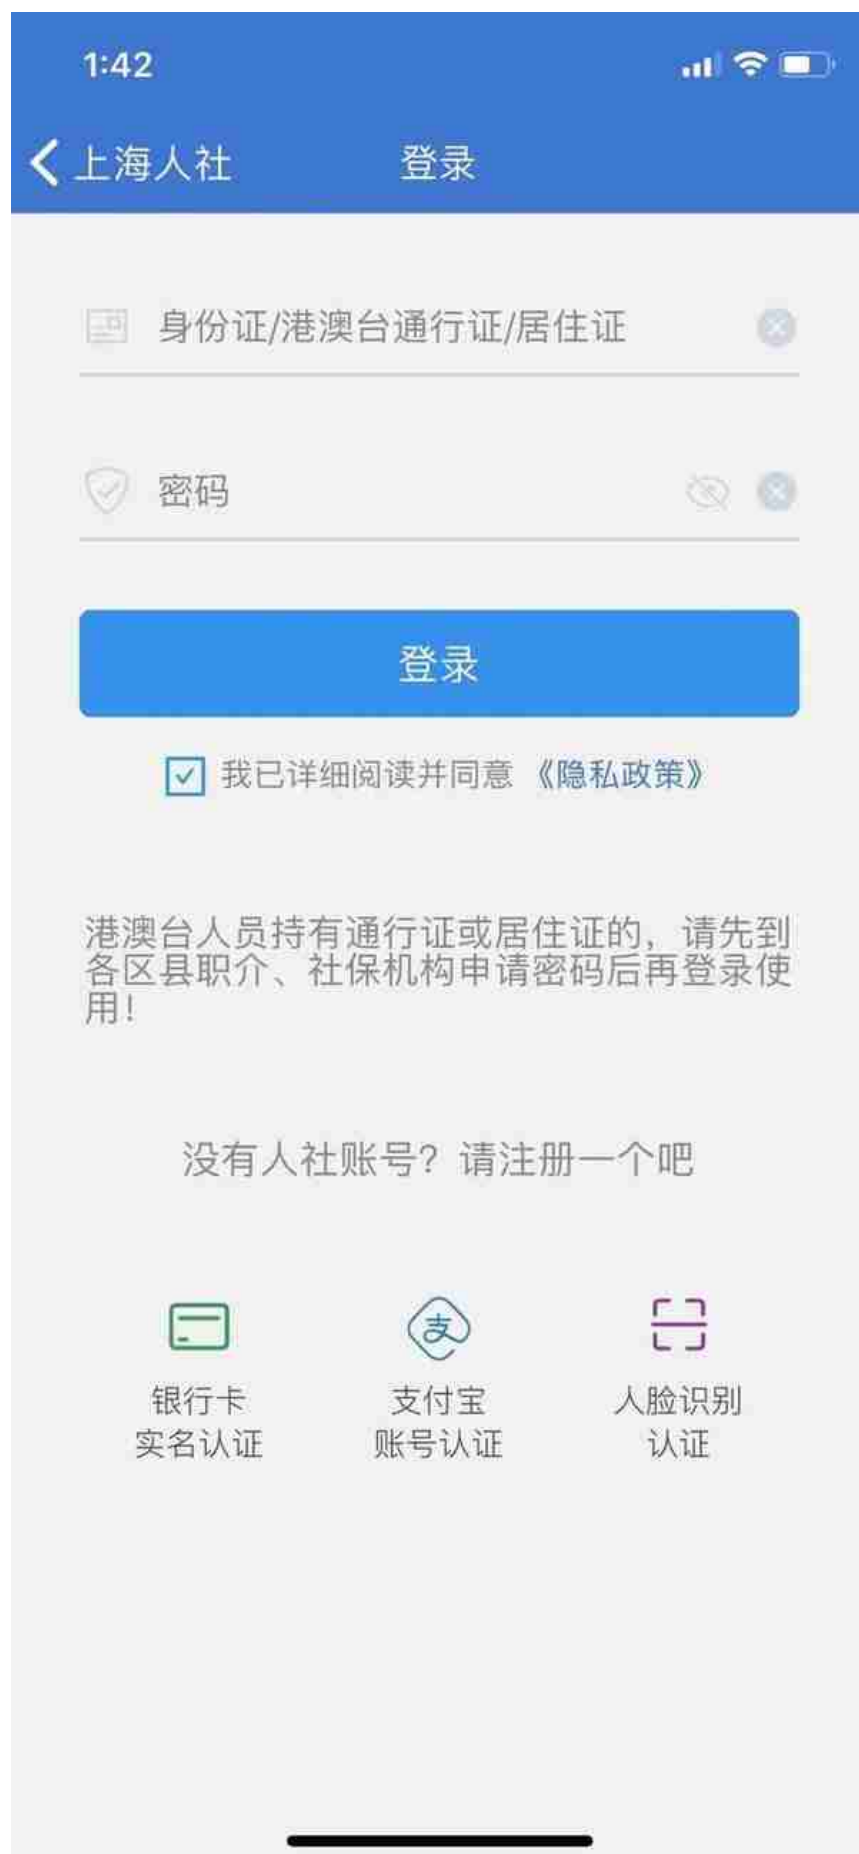 1:42
上海人社
登录
身份证/港澳台通行证/居住证
密码
登录
我已详细阅读并同意 《隐私政策》
港澳台人员持有通行证或居住证的，请先到
各区县职介、社保机构申请密码后再登录使
用！
没有人社账号？请注册一个吧
支
银行卡
实名认证
支付宝
账号认证
人脸识别
认证